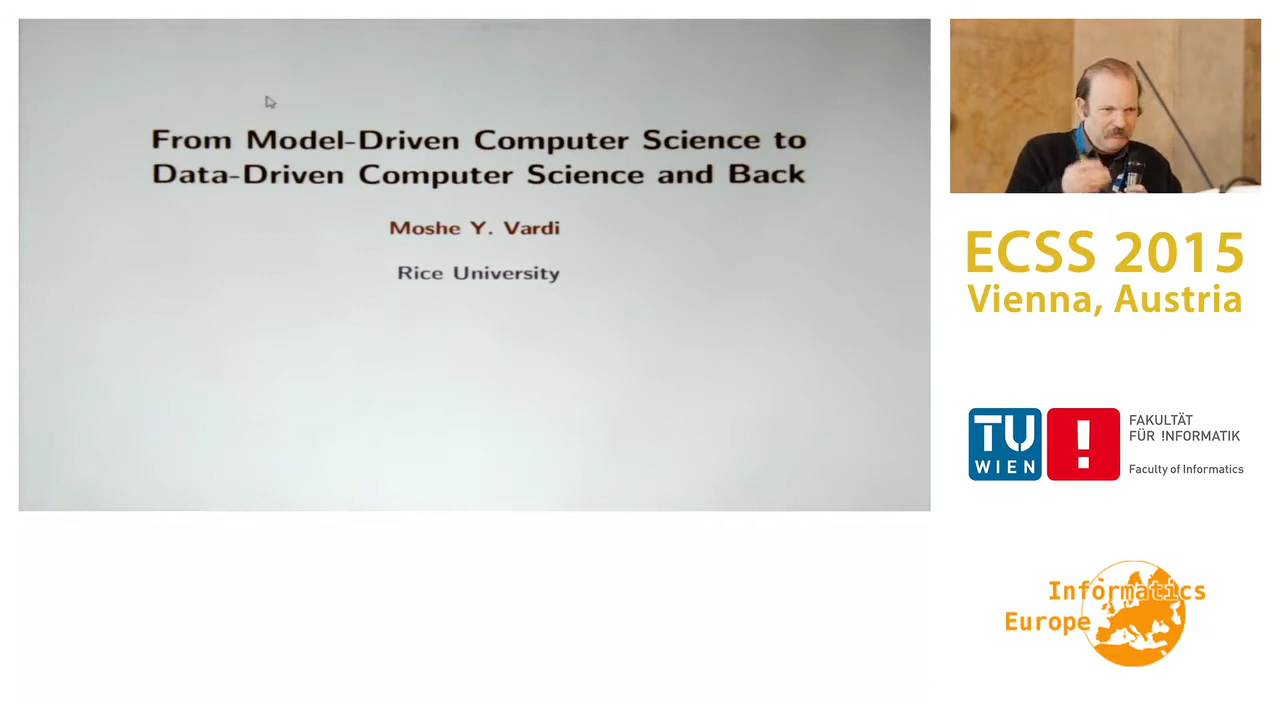 From Model-Driven Computer Science to
Data-Driven Computer Science and Back
Moshe Y. Vardi
Rice University
ECSS 2015
Vienna, Austria
TU
WIEN
!
FAKULTÄT
FÜR !NFORMATIK
Faculty of Informatics
Informatics
Europe